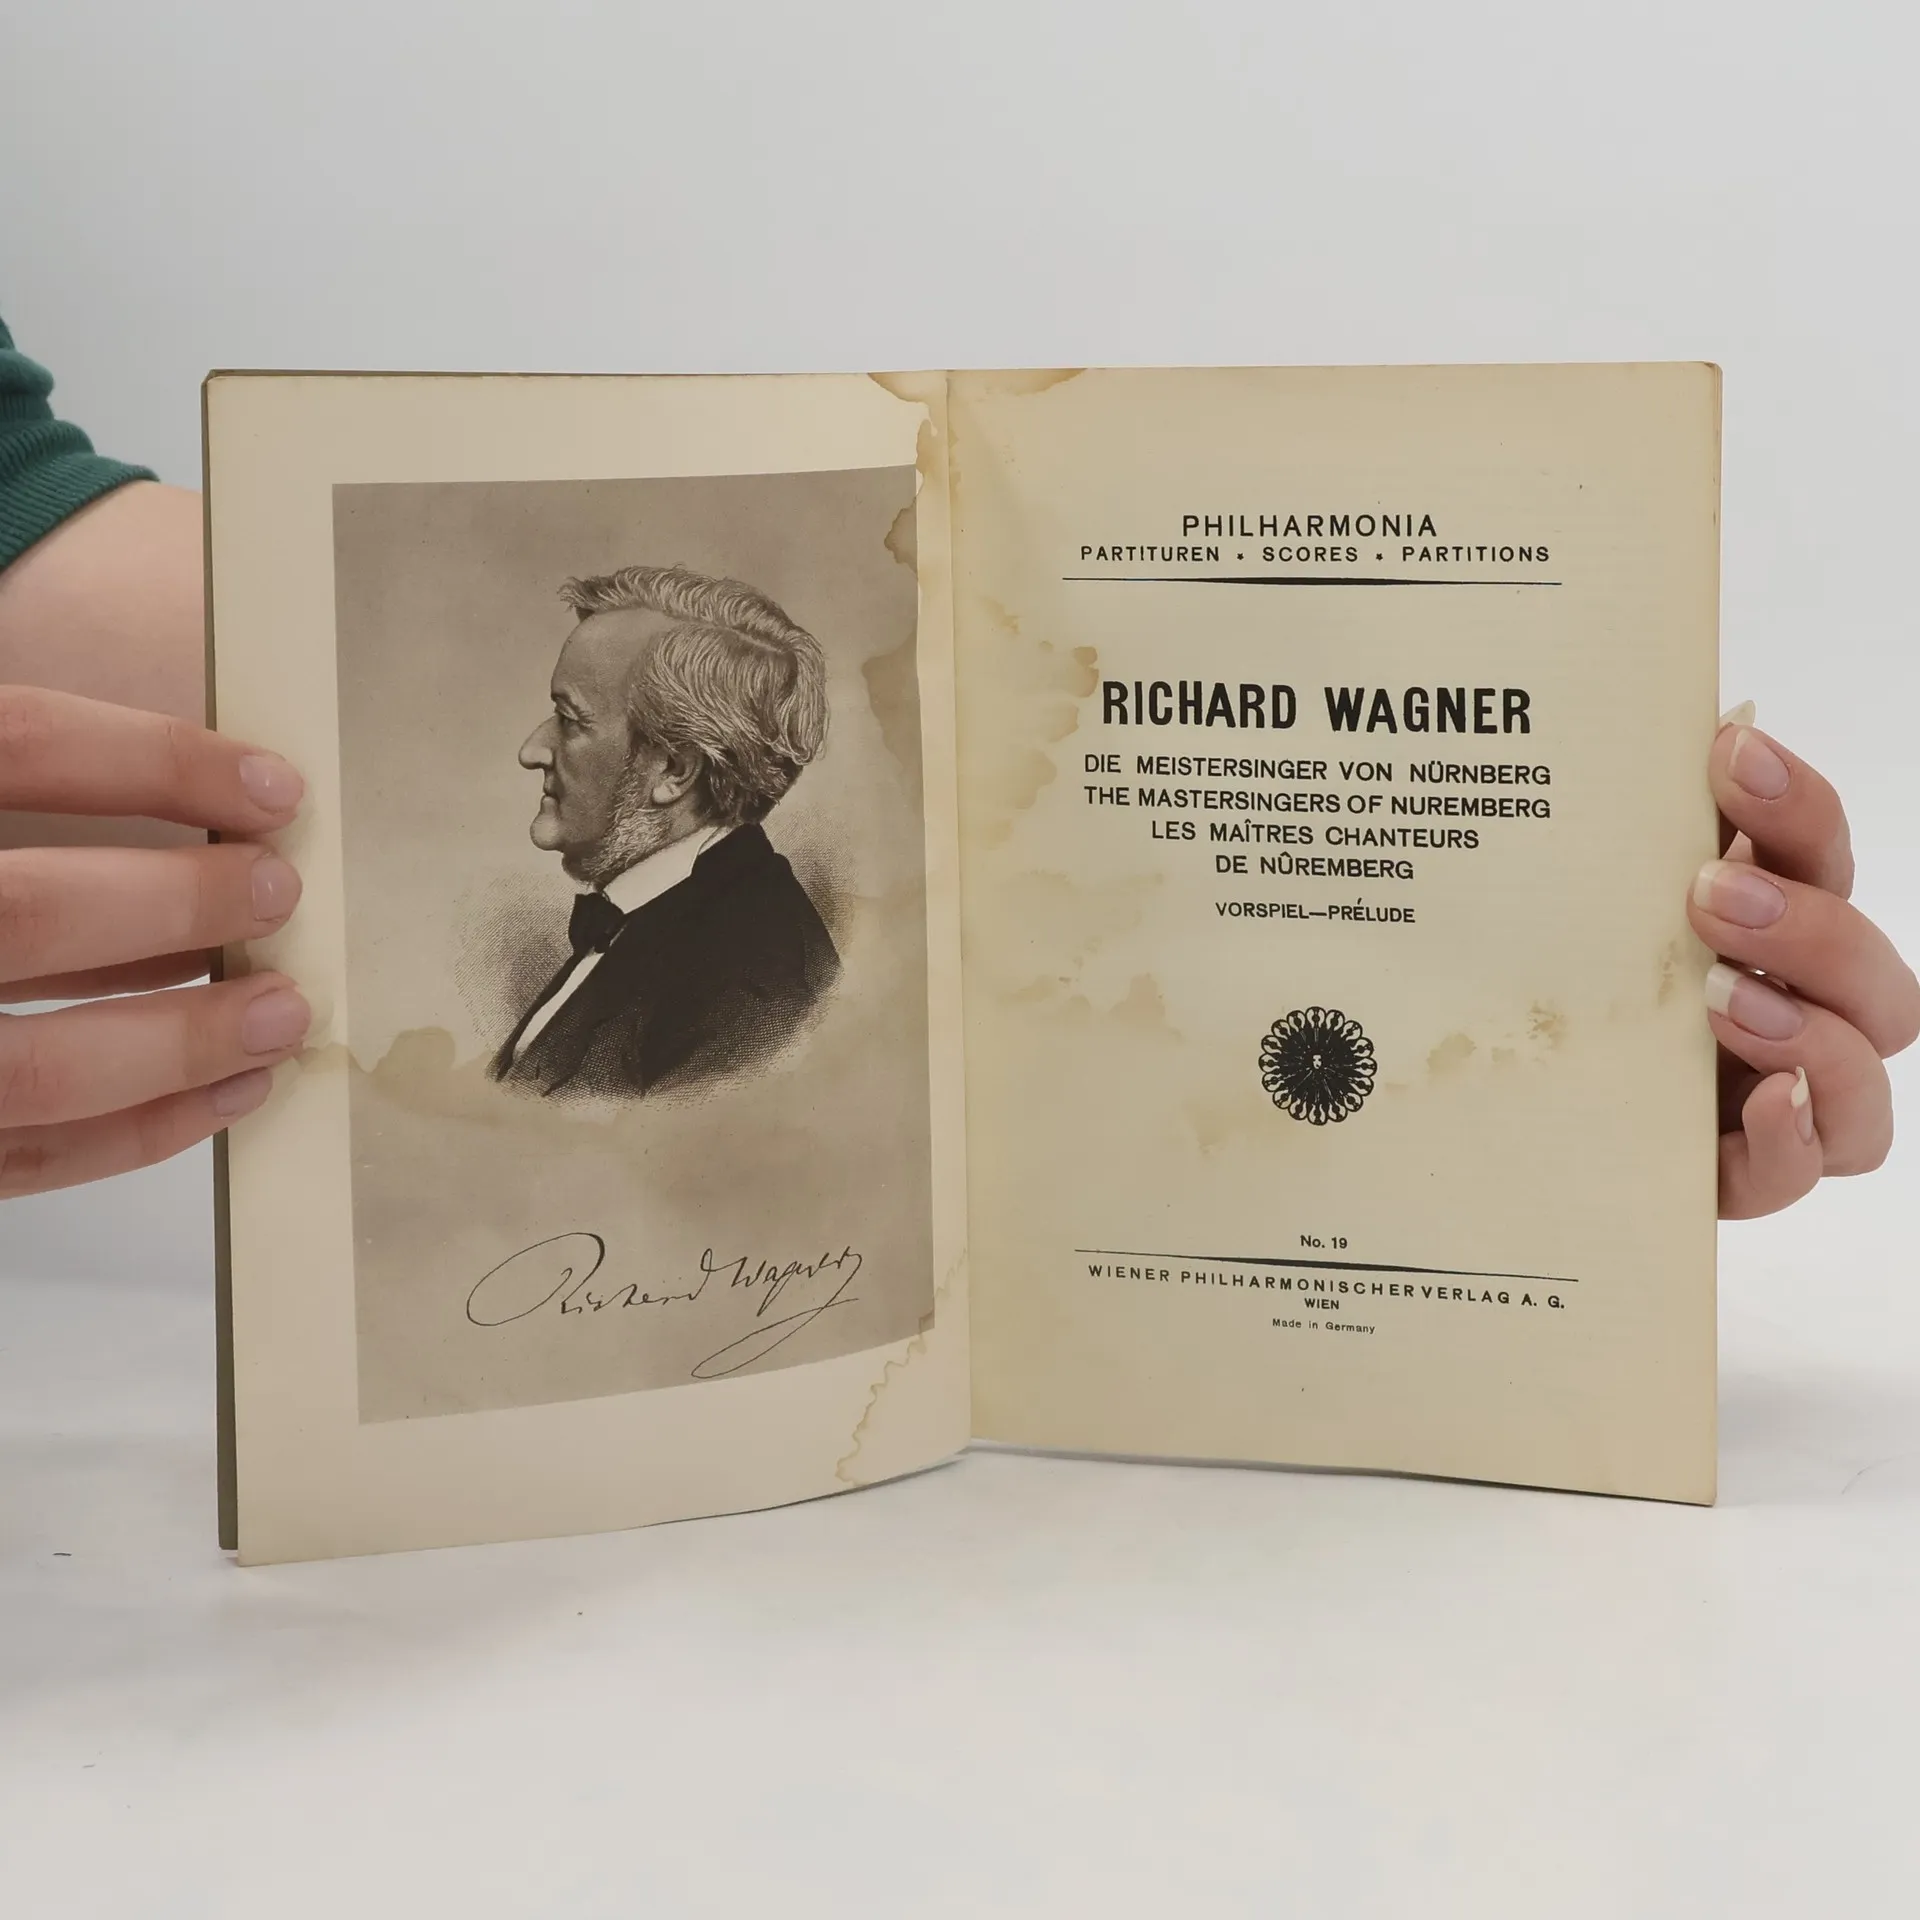 Richard Wagner
PHILHARMONIA
PARTITUREN • SCORES • PARTITIONS
RICHARD WAGNER
DIE MEISTERSINGER VON NÜRNBERG
THE MASTERSINGERS OF NUREMBERG
LES MAÎTRES CHANTEURS
DE NÛREMBERG
VORSPIEL—PRÉLUDE
No. 19
WIENER PHILHARMONISCHER VERLAG A. G.
WIEN
Made in Germany